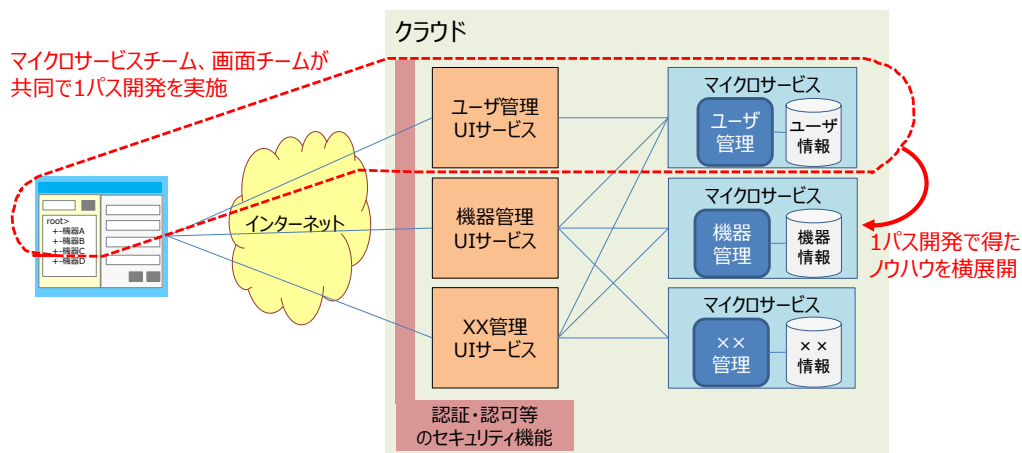 クラウド
マイクロサービスチーム、画面チームが
共同で1パス開発を実施
ユーザ管理
UIサービス
マイクロサービス
ユーザ
管理
ユーザ
情報
root>
+-機器A
+-機器B
+-機器C
+-機器D
インターネット
機器管理
UIサービス
マイクロサービス
機器
管理
機器
情報
1パス開発で得た
ノウハウを横展開
XX管理
UIサービス
マイクロサービス
××
管理
××
情報
認証・認可等
のセキュリティ機能